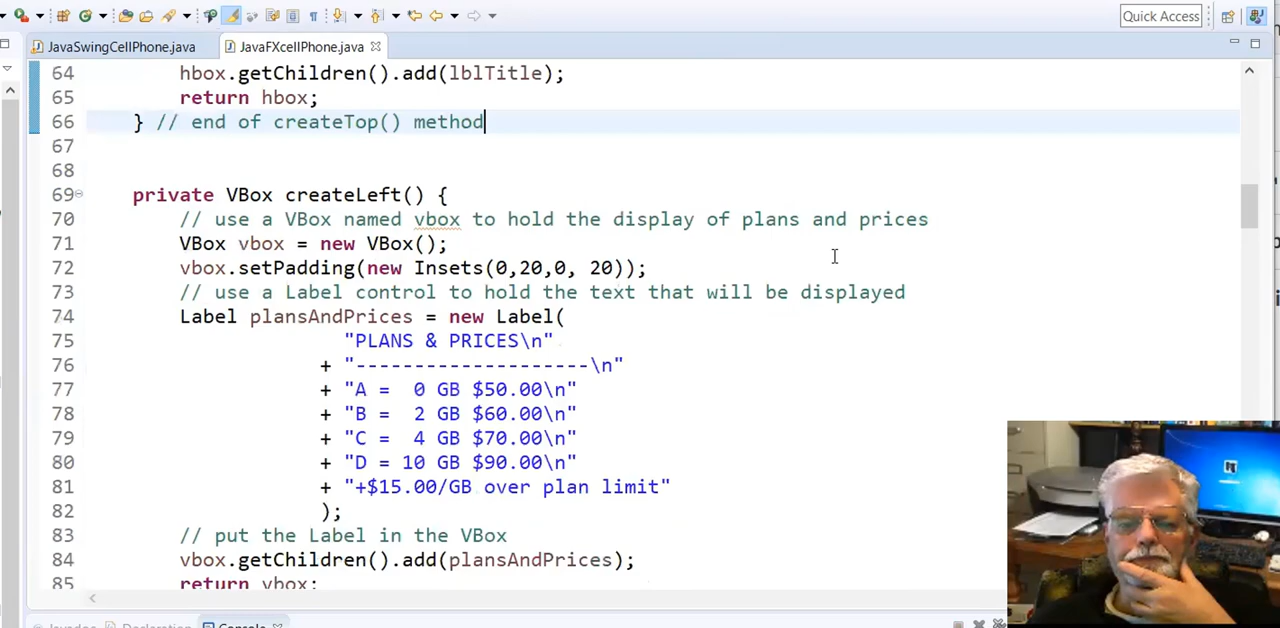 Quick Access
JavaSwingCellPhone.java
JavaFXcellPhone.java
64 hbox.getChildren().add(lblTitle);
65 return hbox;
66 } // end of createTop() method
67
68
69 private VBox createLeft() {
70 // use a VBox named vbox to hold the display of plans and prices
71 VBox vbox = new VBox();
72 vbox.setPadding(new Insets(0,20,0, 20));
73 // use a Label control to hold the text that will be displayed
74 Label plansAndPrices = new Label(
75 "PLANS & PRICES\n"
76 + "--------------------\n"
77 + "A =  0 GB $50.00\n"
78 + "B =  2 GB $60.00\n"
79 + "C =  4 GB $70.00\n"
80 + "D = 10 GB $90.00\n"
81 + "+$15.00/GB over plan limit"
82 );
83 // put the Label in the VBox
84 vbox.getChildren().add(plansAndPrices);
85 return vbox;
Javadoc Declaration Console